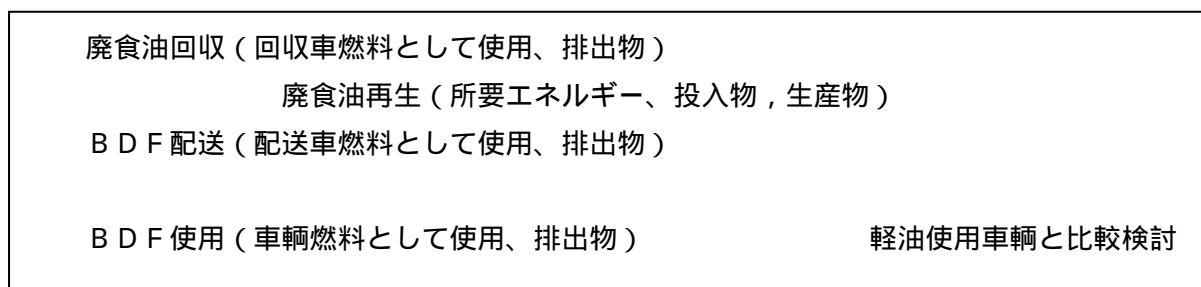 廃食油回収（回収車燃料として使用、排出物）
廃食油再生（所要エネルギー、投入物，生産物）
ＢＤＦ配送（配送車燃料として使用、排出物）
ＢＤＦ使用（車輌燃料として使用、排出物） 軽油使用車輌と比較検討